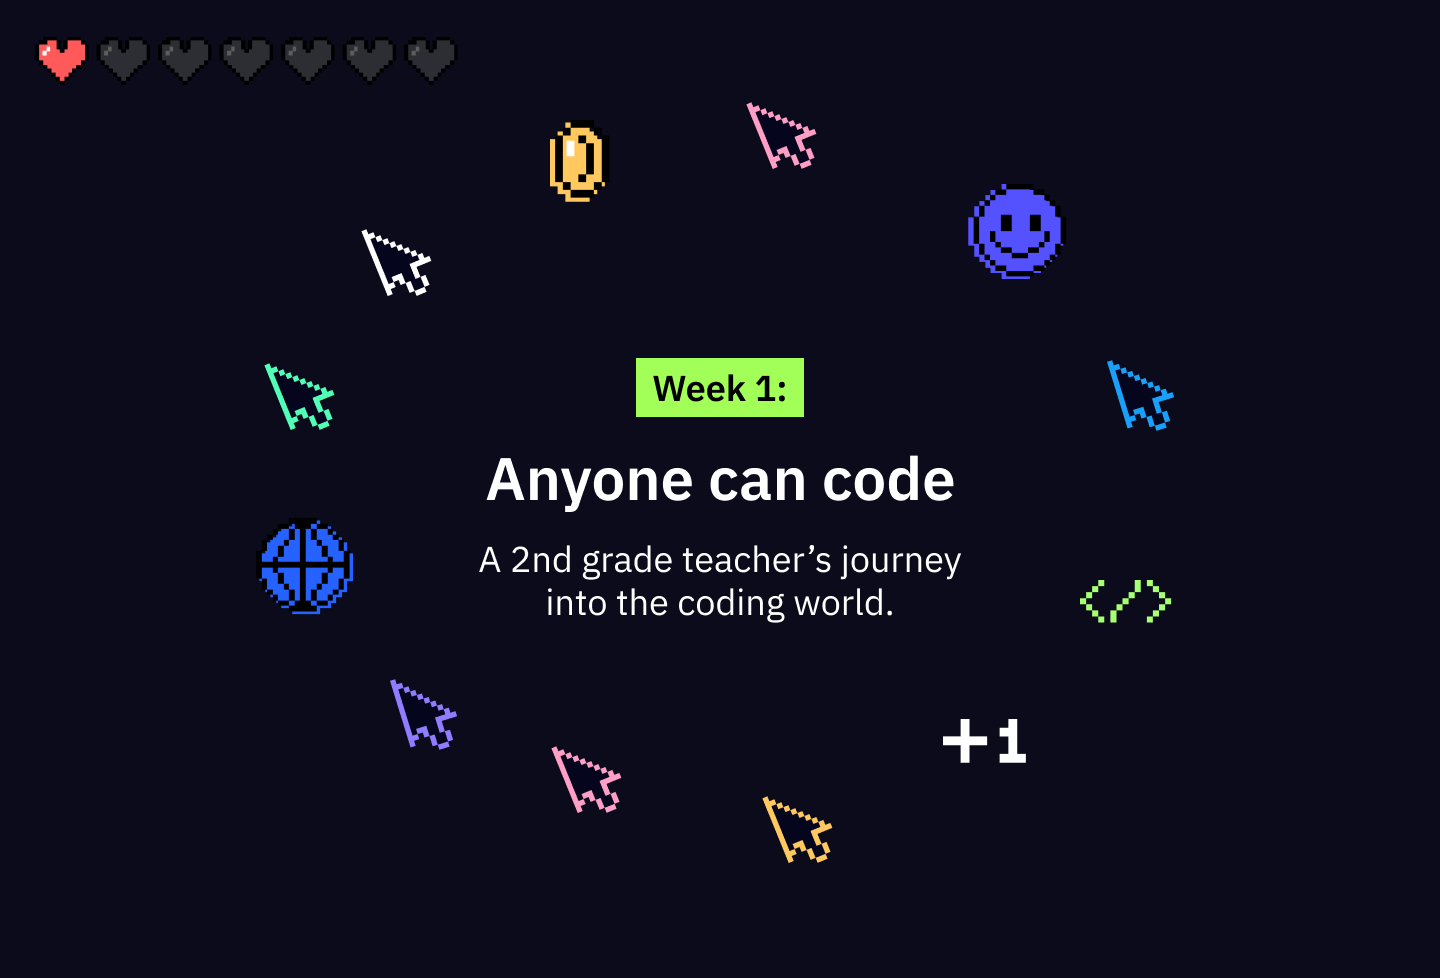 Week 1:
Anyone can code
A 2nd grade teacher’s journey
into the coding world.
</>
+1